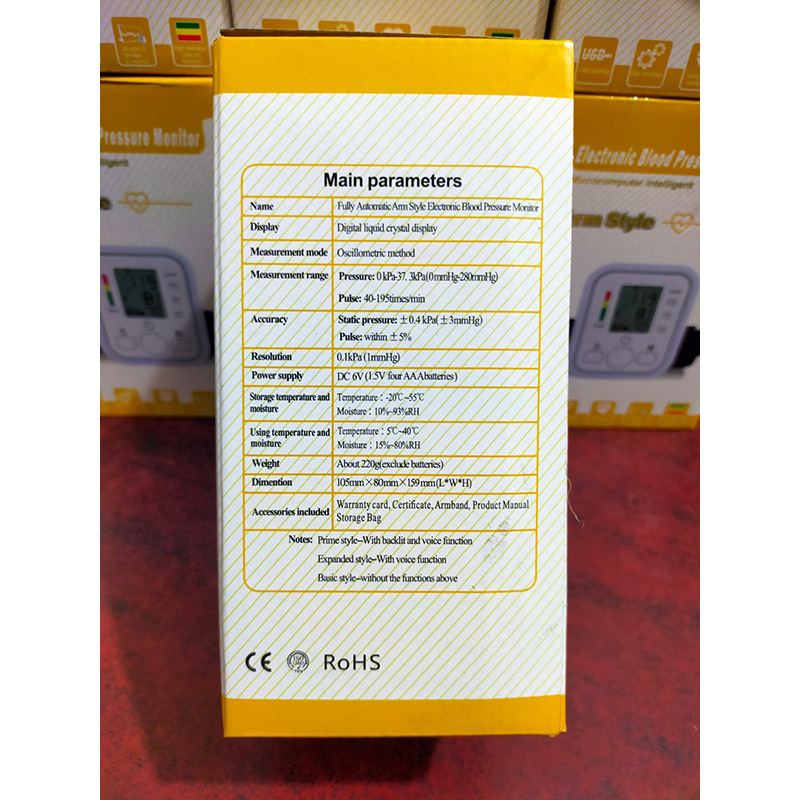 USB
Pressure Monitor
Electronic Blood Pres
Microcomputer intelligent
Arm Style
Main parameters
Name Fully Automatic Arm Style Electronic Blood Pressure Monitor
Display Digital liquid crystal display
Measurement mode Oscillometric method
Measurement range Pressure: 0 kPa-37. 3kPa(0mmHg-280mmHg)
Pulse: 40-195times/min
Accuracy Static pressure: ±0.4 kPa(±3mmHg)
Pulse: within ±5%
Resolution 0.1kPa (1mmHg)
Power supply DC 6V (1.5V four AAAbatteries)
Storage temperature and moisture Temperature：-20℃~55℃
Moisture：10%~93%RH
Using temperature and moisture Temperature：5℃~40℃
Moisture：15%~80%RH
Weight About 220g(exclude batteries)
Dimention 105mm×80mm×159mm(L*W*H)
Accessories included Warranty card, Certificate, Armband, Product Manual
Storage Bag
Notes: Prime style–With backlit and voice function
Expanded style–With voice function
Basic style–without the functions above
CE ISO RoHS